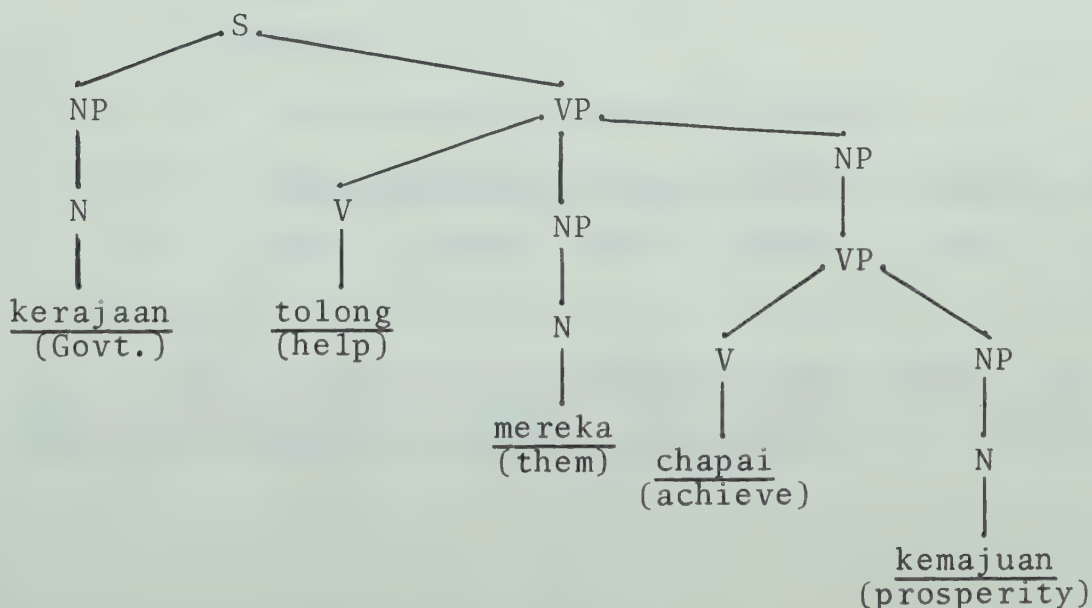 S
NP VP
NP
N V
NP
VP
kerajaan tolong
(Govt.) (help)
N
V NP
mereka
(them)
chapai N
(achieve)
kemajuan
(prosperity)